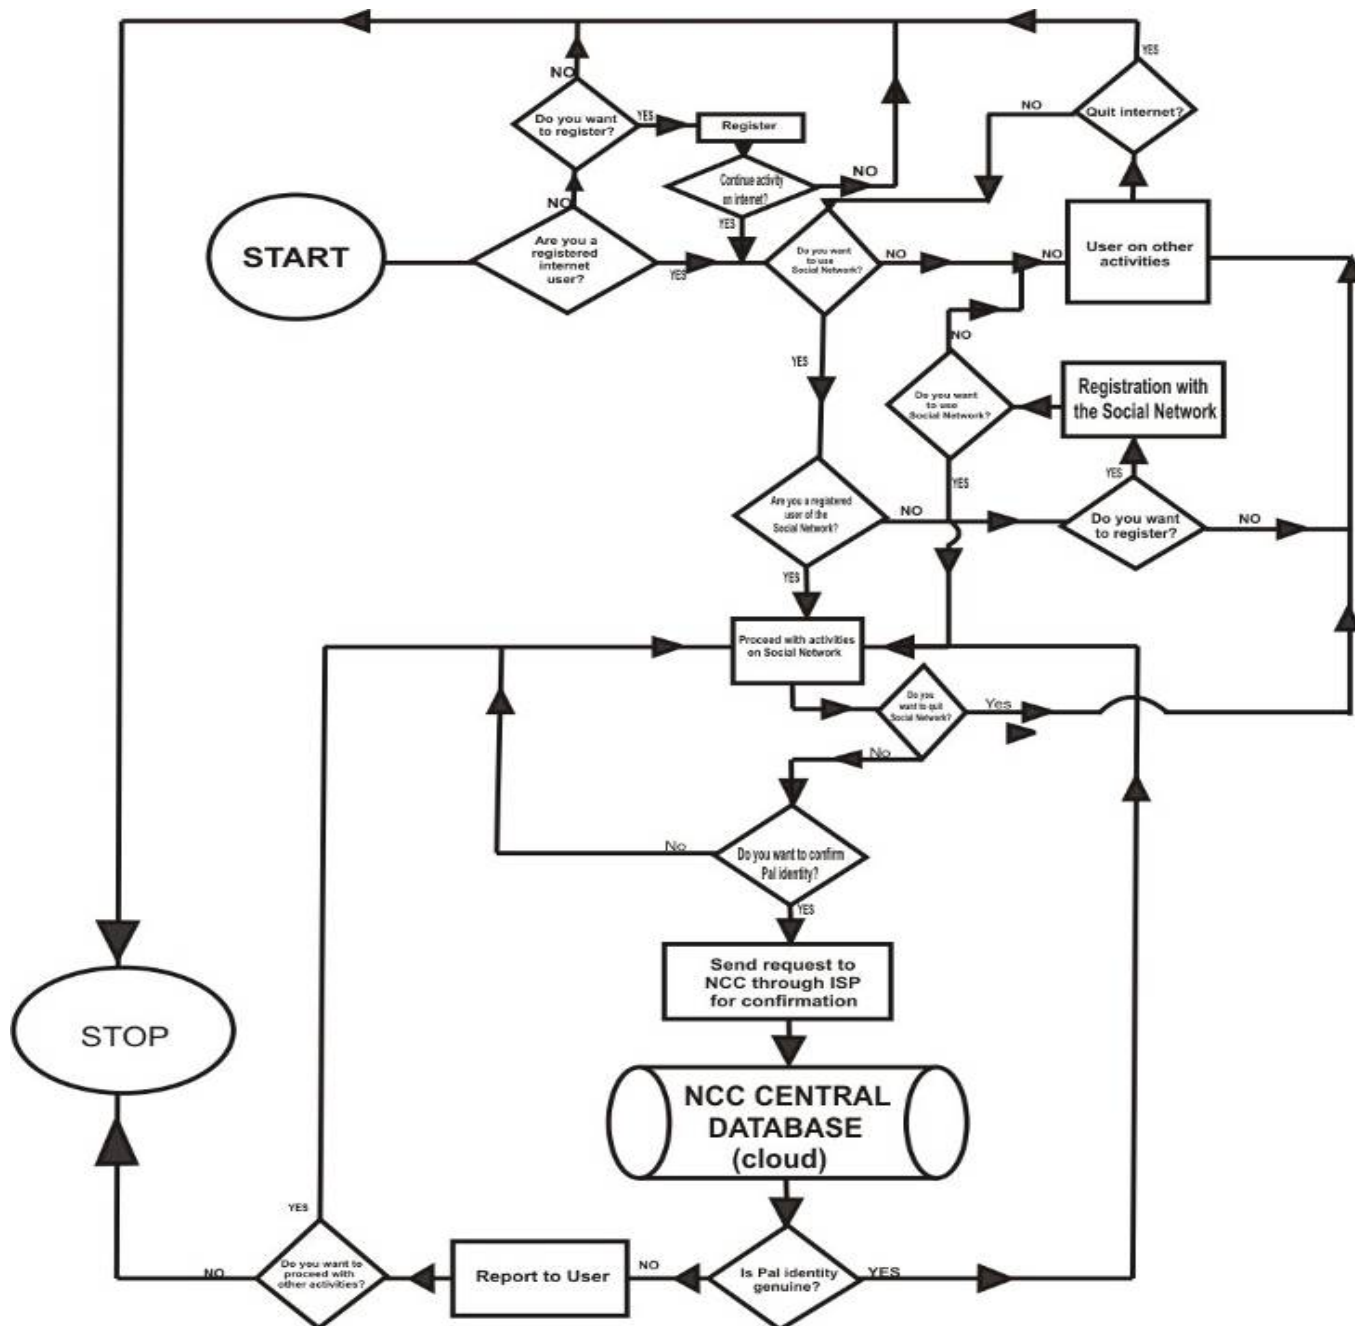 YES
NO
Do you want
to register?
YES
Register
NO
Quit internet?
Continue activity
on internet?
NO
NO
YES
START
Are you a
registered
internet
user?
YES
Do you want
to use
Social Network?
NO
NO
User on other
activities
NO
YES
Do you want
to use
Social Network?
Registration with
the Social Network
YES
YES
Are you a registered
user of the
Social Network?
NO
Do you want
to register?
NO
YES
Proceed with activities
on Social Network
Do you
want to quit
Social Network?
Yes
No
No
Do you want to confirm
Pal identity?
YES
Send request to
NCC through ISP
for confirmation
STOP
NCC CENTRAL
DATABASE
(cloud)
YES
NO
Do you want to
proceed with
other activities?
Report to User
NO
Is Pal identity
genuine?
YES